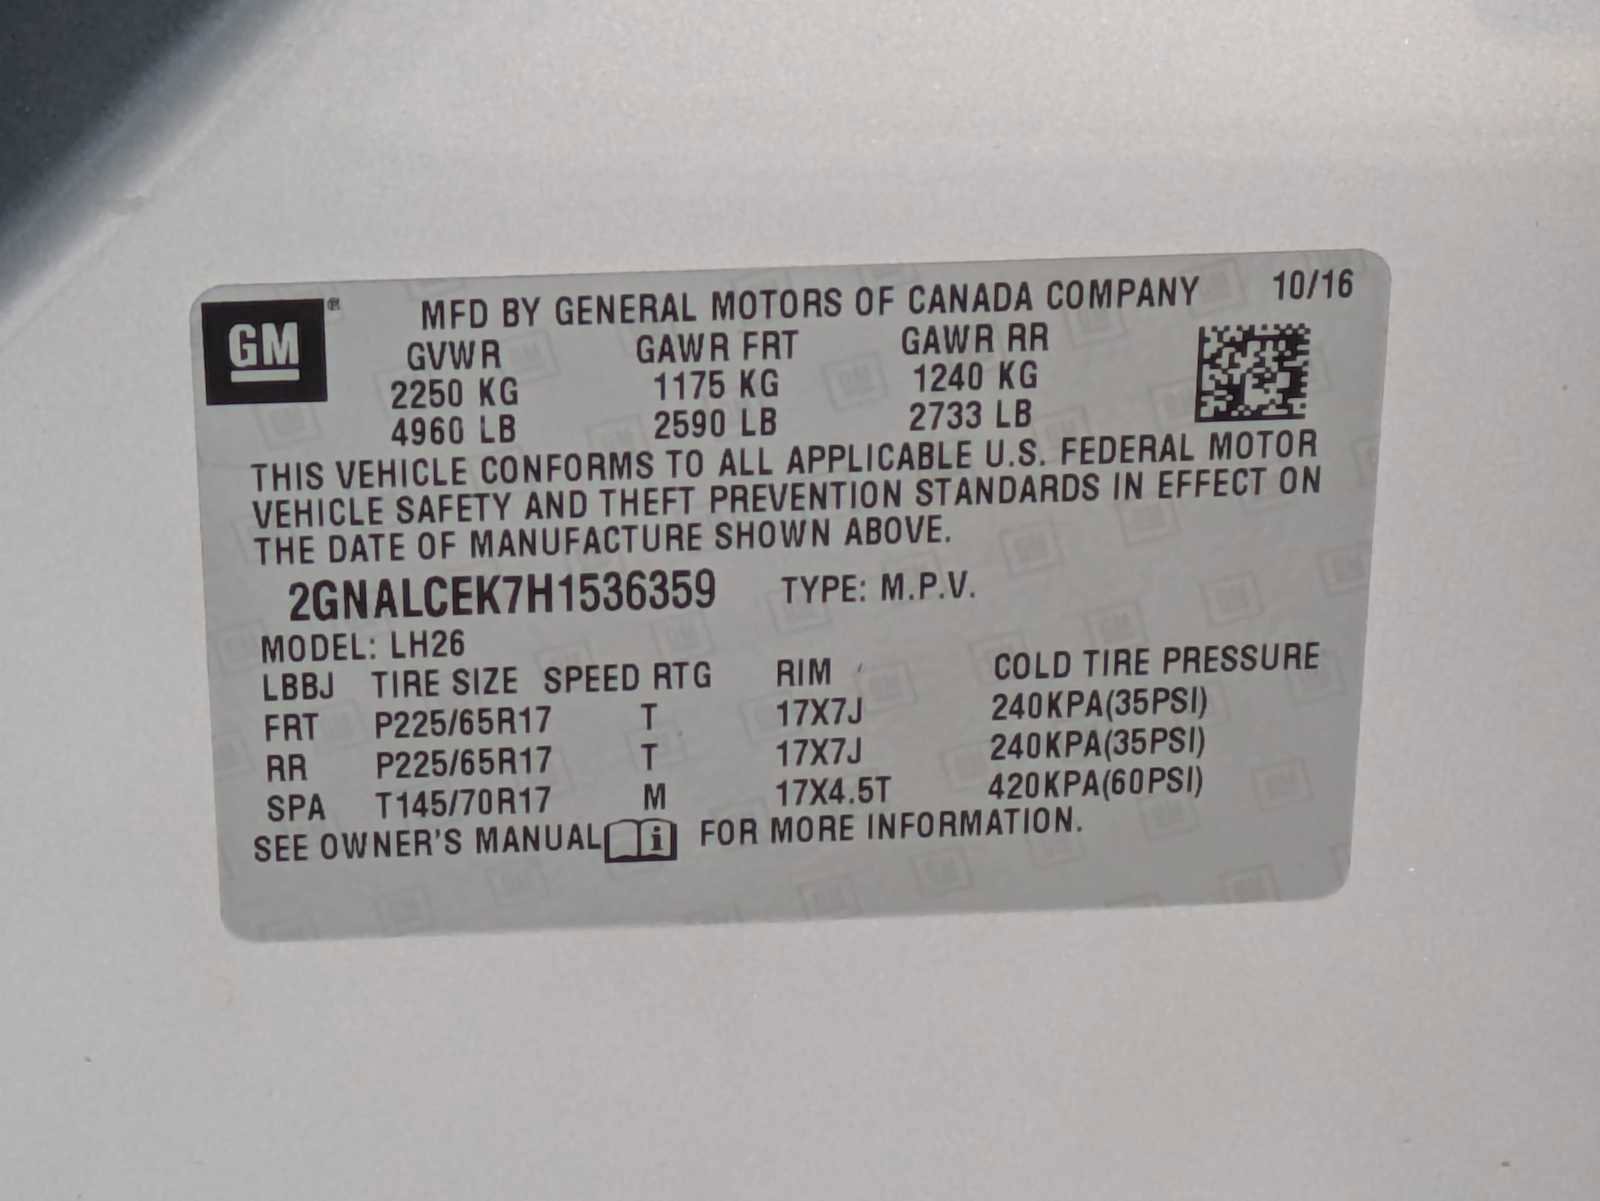 GM ® MFD BY GENERAL MOTORS OF CANADA COMPANY 10/16
GVWR GAWR FRT GAWR RR
2250 KG 1175 KG 1240 KG
4960 LB 2590 LB 2733 LB
THIS VEHICLE CONFORMS TO ALL APPLICABLE U.S. FEDERAL MOTOR
VEHICLE SAFETY AND THEFT PREVENTION STANDARDS IN EFFECT ON
THE DATE OF MANUFACTURE SHOWN ABOVE.
2GNALCEK7H1536359 TYPE: M.P.V.
MODEL: LH26
LBBJ TIRE SIZE SPEED RTG RIM COLD TIRE PRESSURE
FRT P225/65R17 T 17X7J 240KPA(35PSI)
RR P225/65R17 T 17X7J 240KPA(35PSI)
SPA T145/70R17 M 17X4.5T 420KPA(60PSI)
SEE OWNER'S MANUAL i FOR MORE INFORMATION.